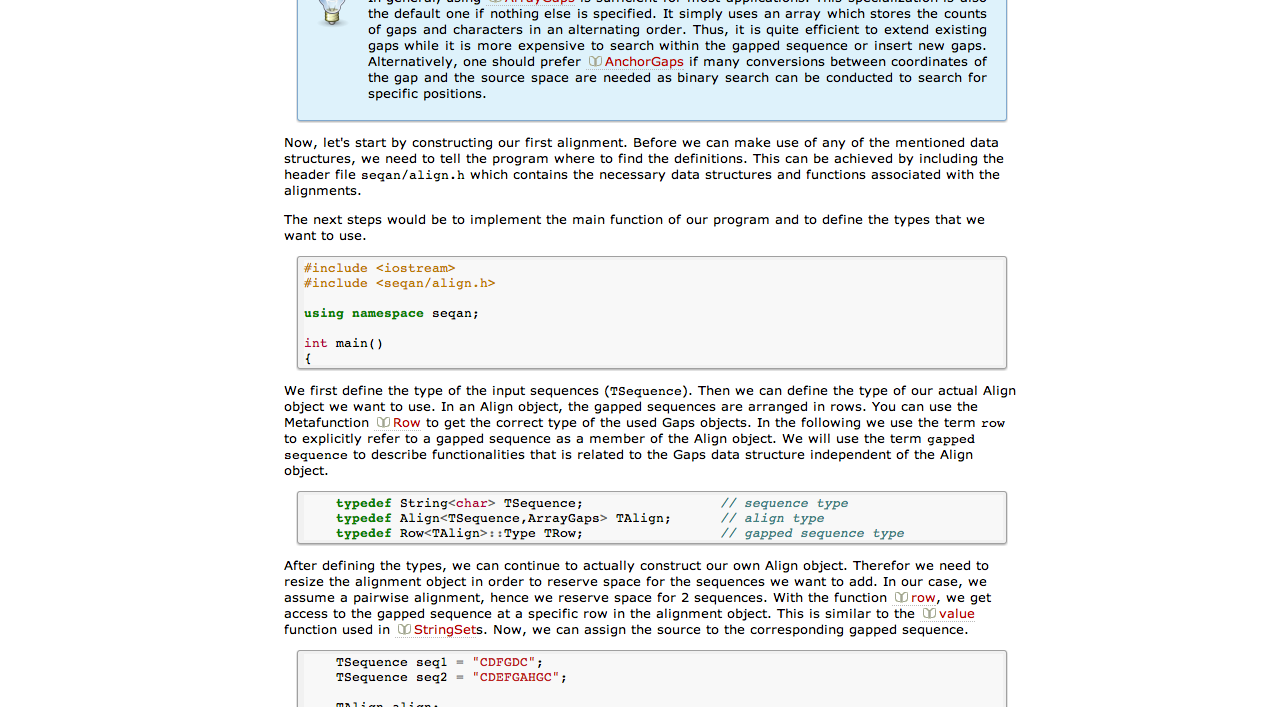 In general, using ArrayGaps is sufficient for most applications. This specialization is also
the default one if nothing else is specified. It simply uses an array which stores the counts
of gaps and characters in an alternating order. Thus, it is quite efficient to extend existing
gaps while it is more expensive to search within the gapped sequence or insert new gaps.
Alternatively, one should prefer AnchorGaps if many conversions between coordinates of
the gap and the source space are needed as binary search can be conducted to search for
specific positions.
Now, let's start by constructing our first alignment. Before we can make use of any of the mentioned data
structures, we need to tell the program where to find the definitions. This can be achieved by including the
header file seqan/align.h which contains the necessary data structures and functions associated with the
alignments.
The next steps would be to implement the main function of our program and to define the types that we
want to use.
#include <iostream>
#include <seqan/align.h>
using namespace seqan;
int main()
{
We first define the type of the input sequences (TSequence). Then we can define the type of our actual Align
object we want to use. In an Align object, the gapped sequences are arranged in rows. You can use the
Metafunction Row to get the correct type of the used Gaps objects. In the following we use the term row
to explicitly refer to a gapped sequence as a member of the Align object. We will use the term gapped
sequence to describe functionalities that is related to the Gaps data structure independent of the Align
object.
typedef String<char> TSequence; // sequence type
typedef Align<TSequence,ArrayGaps> TAlign; // align type
typedef Row<TAlign>::Type TRow; // gapped sequence type
After defining the types, we can continue to actually construct our own Align object. Therefor we need to
resize the alignment object in order to reserve space for the sequences we want to add. In our case, we
assume a pairwise alignment, hence we reserve space for 2 sequences. With the function row, we get
access to the gapped sequence at a specific row in the alignment object. This is similar to the value
function used in StringSets. Now, we can assign the source to the corresponding gapped sequence.
TSequence seq1 = "CDFGDC";
TSequence seq2 = "CDEFGAHGC";
TAlign align;